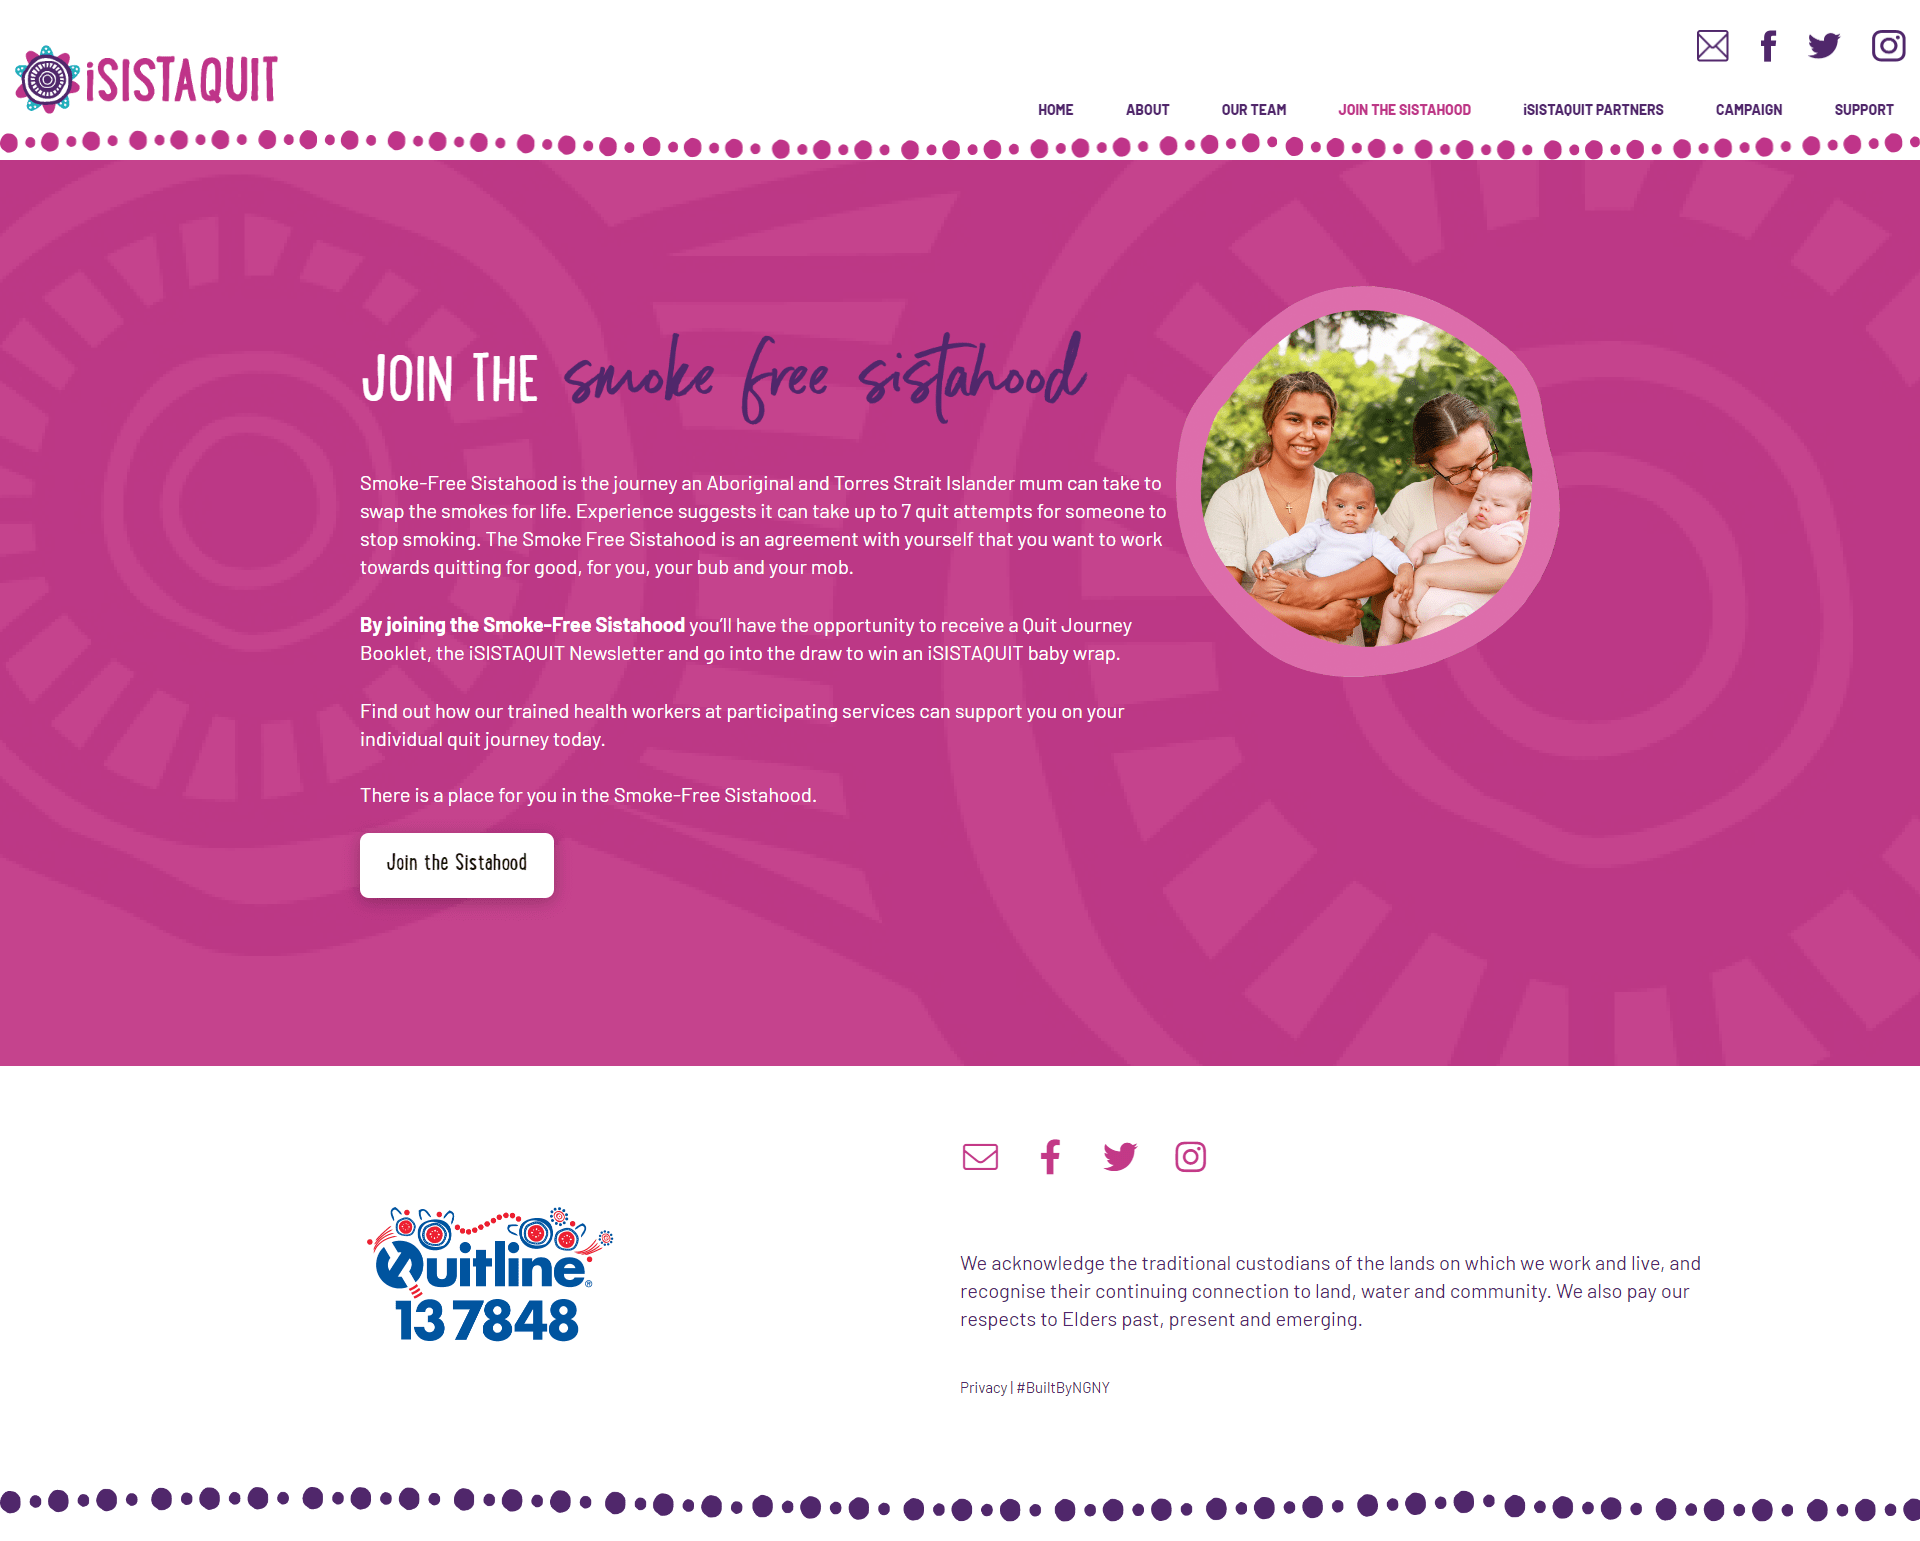 iSISTAQUIT
HOME ABOUT OUR TEAM JOIN THE SISTAHOOD iSISTAQUIT PARTNERS CAMPAIGN SUPPORT
JOIN THE smoke free sistahood
Smoke-Free Sistahood is the journey an Aboriginal and Torres Strait Islander mum can take to
swap the smokes for life. Experience suggests it can take up to 7 quit attempts for someone to
stop smoking. The Smoke Free Sistahood is an agreement with yourself that you want to work
towards quitting for good, for you, your bub and your mob.
By joining the Smoke-Free Sistahood you'll have the opportunity to receive a Quit Journey
Booklet, the iSISTAQUIT Newsletter and go into the draw to win an iSISTAQUIT baby wrap.
Find out how our trained health workers at participating services can support you on your
individual quit journey today.
There is a place for you in the Smoke-Free Sistahood.
Join the Sistahood
Quitline®
13 7848
We acknowledge the traditional custodians of the lands on which we work and live, and
recognise their continuing connection to land, water and community. We also pay our
respects to Elders past, present and emerging.
Privacy | #BuiltByNGNY